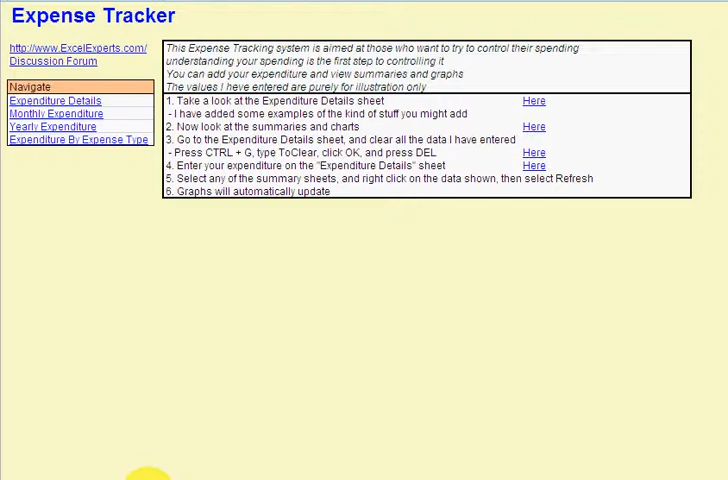 Expense Tracker
http://www.ExcelExperts.com/
Discussion Forum
Navigate
Expenditure Details
Monthly Expenditure
Yearly Expenditure
Expenditure By Expense Type
This Expense Tracking system is aimed at those who want to try to control their spending
understanding your spending is the first step to controlling it
You can add your expenditure and view summaries and graphs
The values I have entered are purely for illustration only
1. Take a look at the Expenditure Details sheet Here
- I have added some examples of the kind of stuff you might add
2. Now look at the summaries and charts Here
3. Go to the Expenditure Details sheet, and clear all the data I have entered
- Press CTRL + G, type ToClear, click OK, and press DEL Here
4. Enter your expenditure on the "Expenditure Details" sheet Here
5. Select any of the summary sheets, and right click on the data shown, then select Refresh
6. Graphs will automatically update